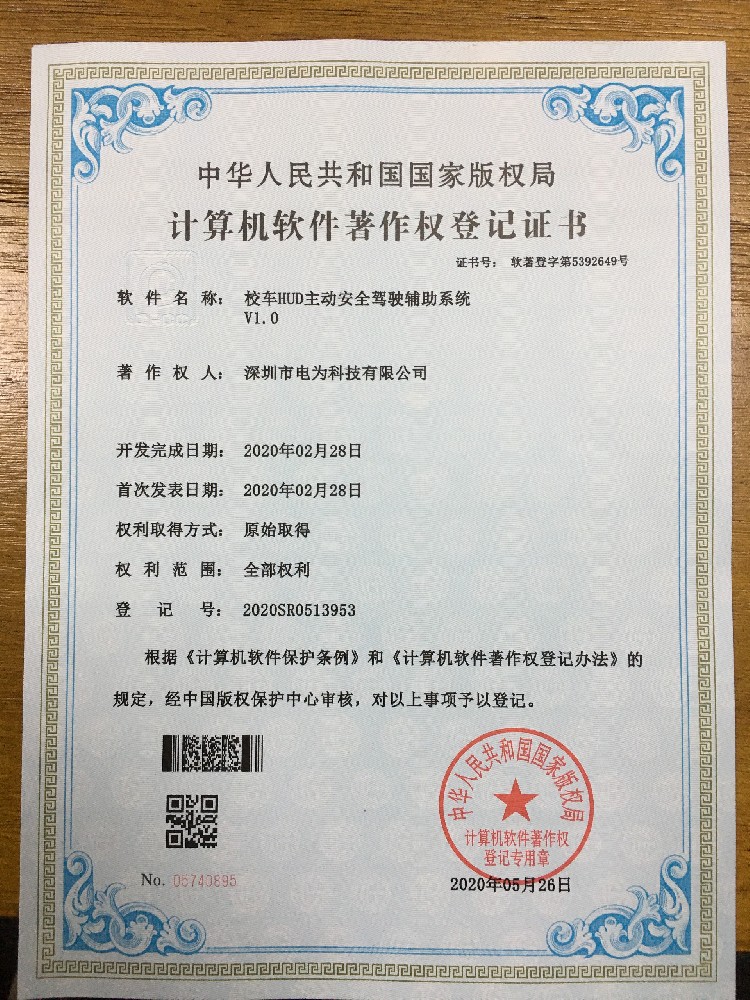 中华人民共和国国家版权局
计算机软件著作权登记证书
证书号： 软著登字第5392649号
软件名称： 校车HUD主动安全驾驶辅助系统
V1.0
著作权人： 深圳市电为科技有限公司
开发完成日期： 2020年02月28日
首次发表日期： 2020年02月28日
权利取得方式： 原始取得
权利范围： 全部权利
登记号： 2020SR0513953
根据《计算机软件保护条例》和《计算机软件著作权登记办法》的
规定，经中国版权保护中心审核，对以上事项予以登记。
中华人民共和国国家版权局
计算机软件著作权
登记专用章
No. 05740895
2020年05月26日